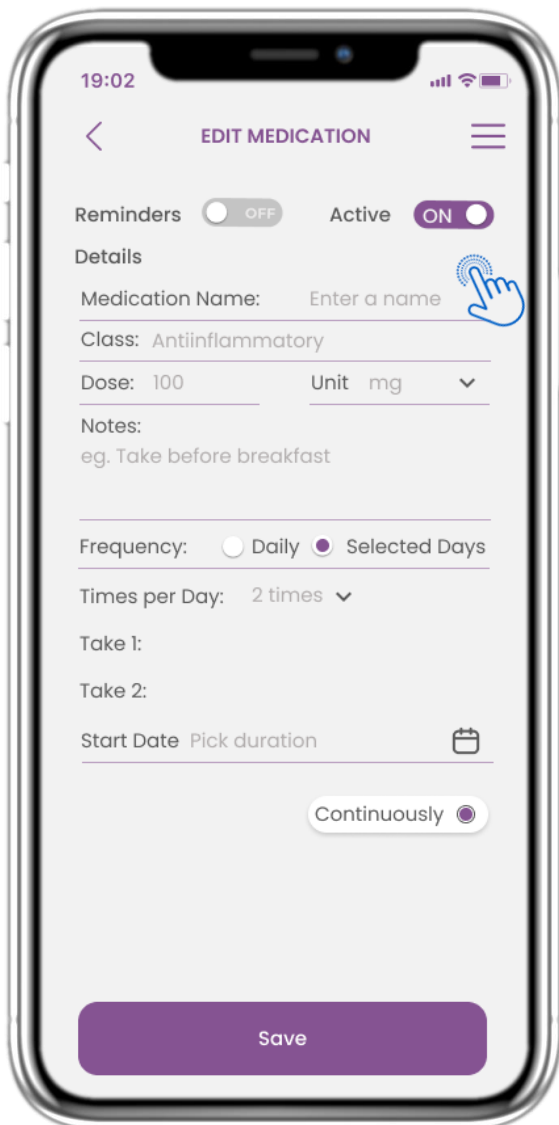 19:02
EDIT MEDICATION
Reminders OFF Active ON
Details
Medication Name: Enter a name
Class: Antiinflammatory
Dose: 100 Unit mg
Notes:
eg. Take before breakfast
Frequency: Daily Selected Days
Times per Day: 2 times
Take 1:
Take 2:
Start Date Pick duration
Continuously
Save